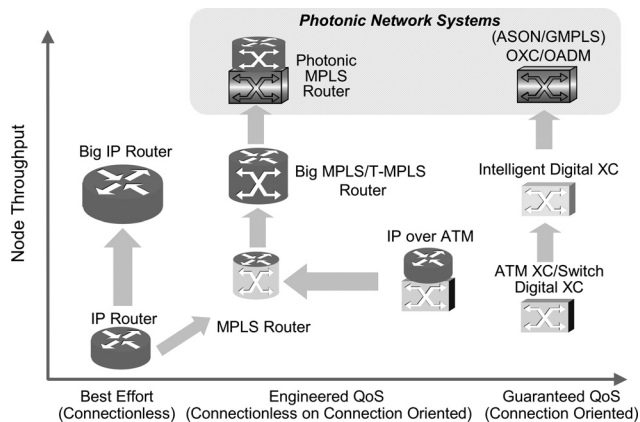 Photonic Network Systems
Photonic
MPLS
Router
(ASON/GMPLS)
OXC/OADM
Node Throughput
Big IP Router
Big MPLS/T-MPLS
Router
Intelligent Digital XC
IP over ATM
ATM XC/Switch
Digital XC
IP Router
MPLS Router
Best Effort
(Connectionless)
Engineered QoS
(Connectionless on Connection Oriented)
Guaranteed QoS
(Connection Oriented)